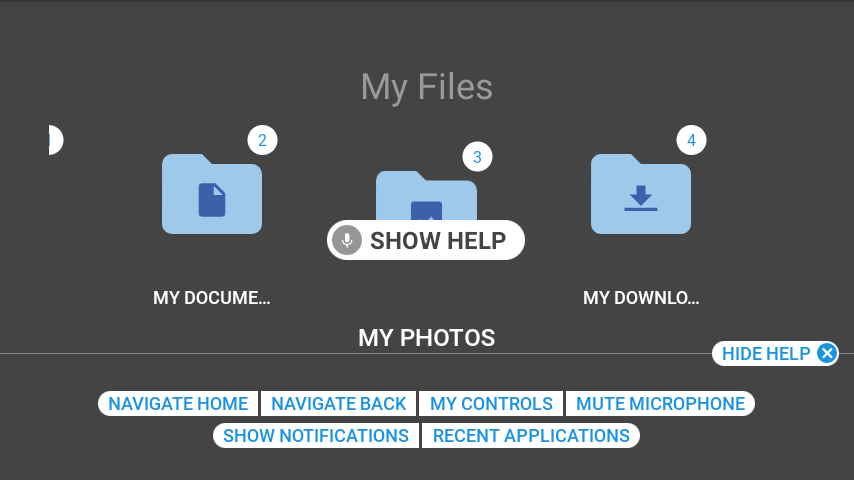 My Files
2
3
4
SHOW HELP
MY DOCUME...
MY DOWNLO...
MY PHOTOS
HIDE HELP
NAVIGATE HOME
NAVIGATE BACK
MY CONTROLS
MUTE MICROPHONE
SHOW NOTIFICATIONS
RECENT APPLICATIONS